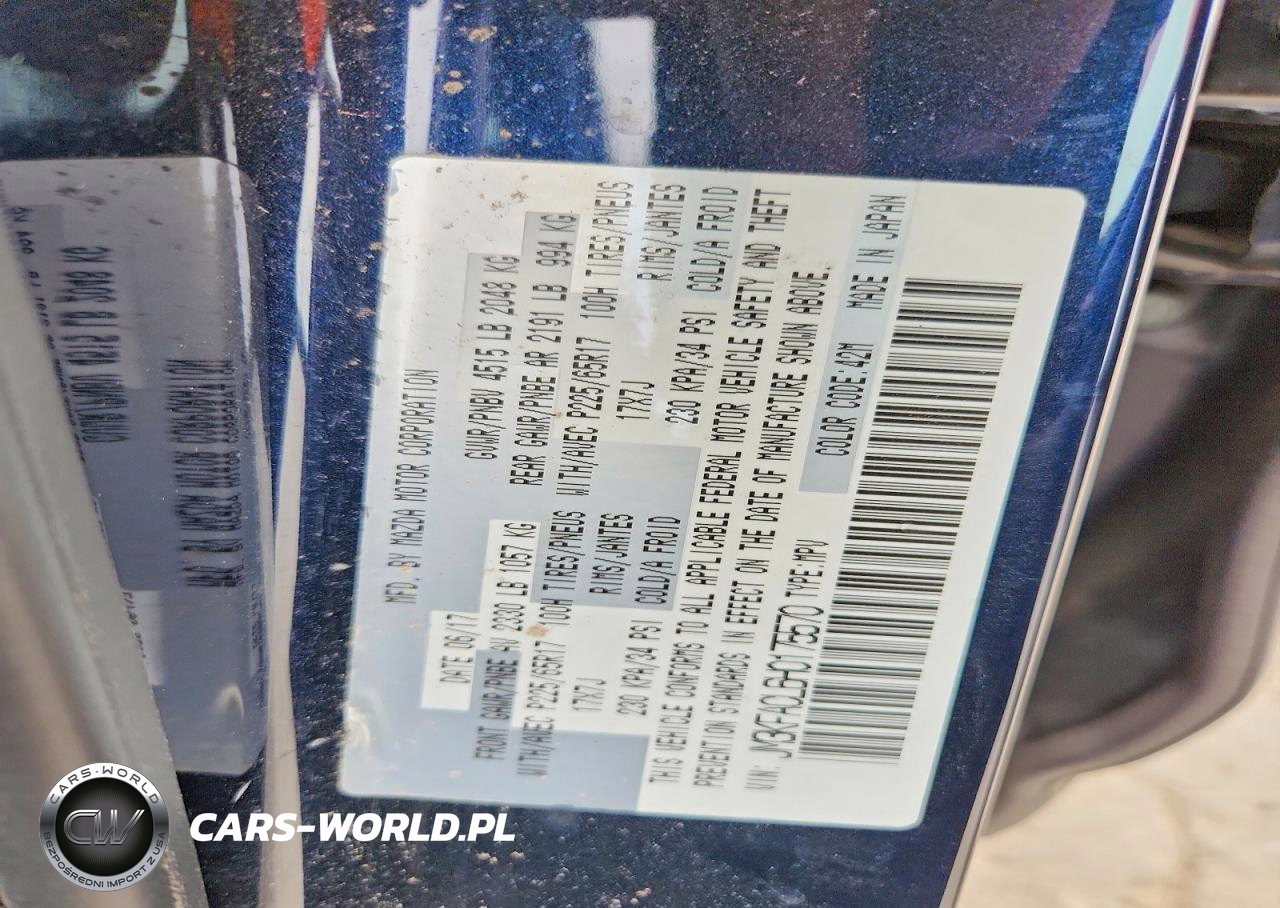 MFD. BY MAZDA MOTOR CORPORATION
DATE 06/17
GVWR/PNBV 4515 LB 2048 KG
FRONT GAWR/PNBE AV 2330 LB 1057 KG
REAR GAWR/PNBE AR 2191 LB 994 KG
WITH/AVEC P225/65R17 100H TIRES/PNEUS
WITH/AVEC P225/65R17 100H TIRES/PNEUS
17X7J RIMS/JANTES
17X7J RIMS/JANTES
230 KPA/34 PSI COLD/A FROID
230 KPA/34 PSI COLD/A FROID
THIS VEHICLE CONFORMS TO ALL APPLICABLE FEDERAL MOTOR VEHICLE SAFETY AND THEFT
PREVENTION STANDARDS IN EFFECT ON THE DATE OF MANUFACTURE SHOWN ABOVE.
VIN: TYPE:MPV
COLOR CODE 42M MADE IN JAPAN
CARS-WORLD
CW
BEZPOŚREDNI IMPORT Z USA
CARS-WORLD.PL